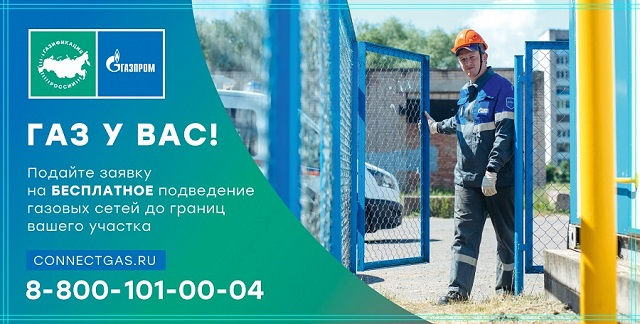 ГАЗИФИКАЦИЯ
РОССИИ
ГАЗПРОМ
ГАЗ У ВАС!
Подайте заявку
на БЕСПЛАТНОЕ подведение
газовых сетей до границ
вашего участка
CONNECTGAS.RU
8-800-101-00-04